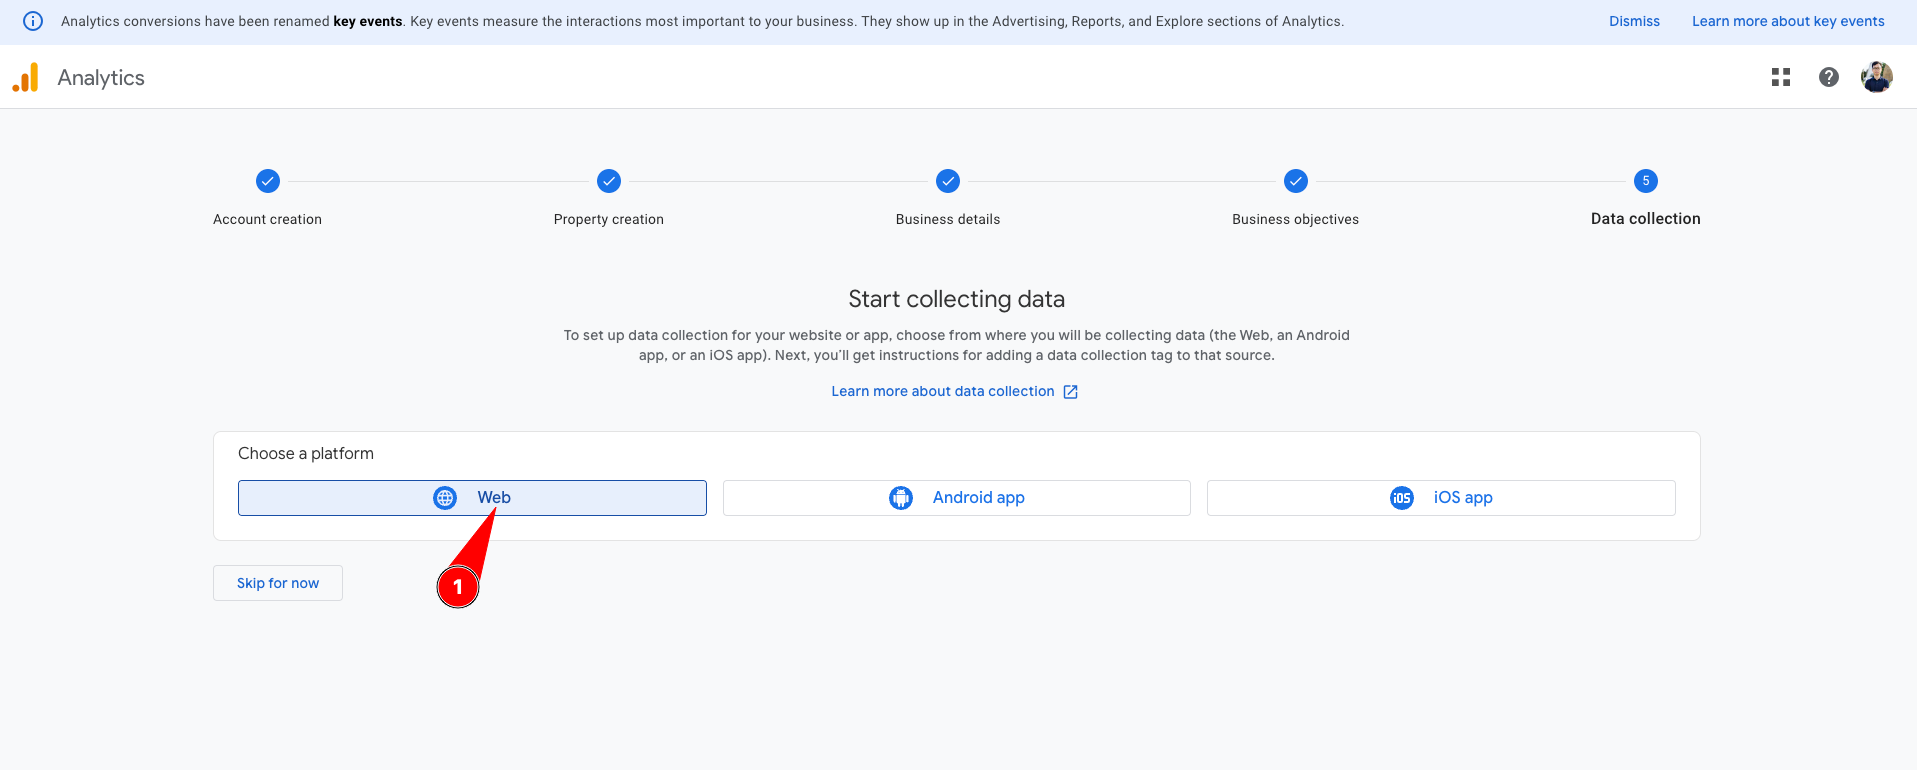 Analytics conversions have been renamed key events. Key events measure the interactions most important to your business. They show up in the Advertising, Reports, and Explore sections of Analytics.
Dismiss
Learn more about key events
Analytics
5
Account creation
Property creation
Business details
Business objectives
Data collection
Start collecting data
To set up data collection for your website or app, choose from where you will be collecting data (the Web, an Android
app, or an iOS app). Next, you'll get instructions for adding a data collection tag to that source.
Learn more about data collection
Choose a platform
Web
Android app
iOS
iOS app
Skip for now
1